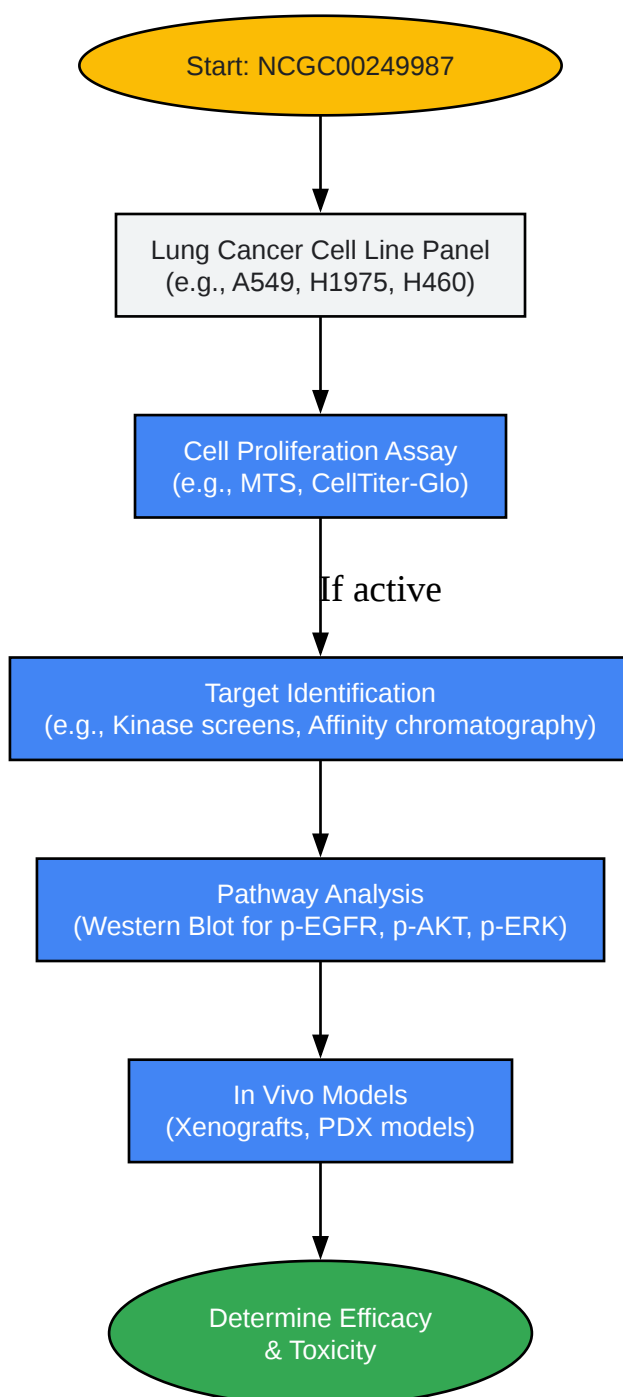 Start: NCGC00249987
Lung Cancer Cell Line Panel
(e.g., A549, H1975, H460)
Cell Proliferation Assay
(e.g., MTS, CellTiter-Glo)
If active
Target Identification
(e.g., Kinase screens, Affinity chromatography)
Pathway Analysis
(Western Blot for p-EGFR, p-AKT, p-ERK)
In Vivo Models
(Xenografts, PDX models)
Determine Efficacy
& Toxicity